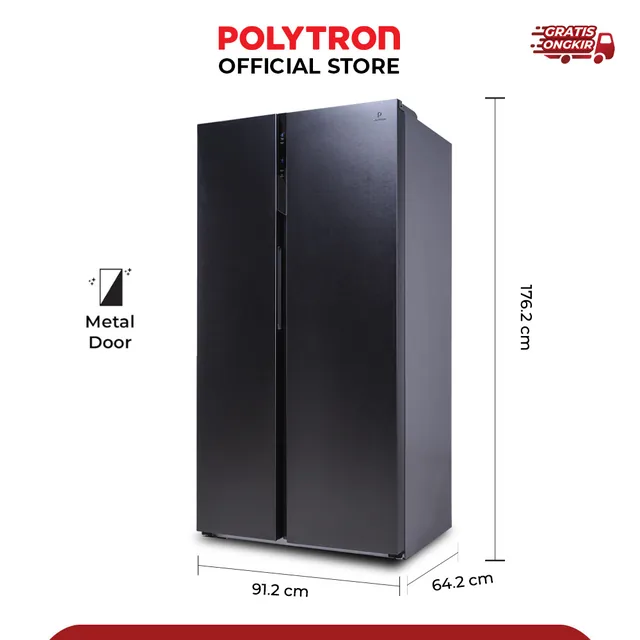 POLYTRON
OFFICIAL STORE
GRATIS
ONGKIR
Metal
Door
176.2 cm
91.2 cm
64.2 cm